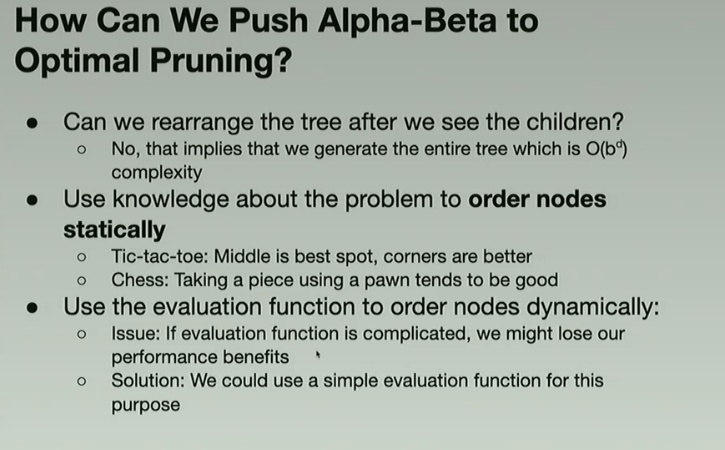 How Can We Push Alpha-Beta to
Optimal Pruning?
● Can we rearrange the tree after we see the children?
○ No, that implies that we generate the entire tree which is O(bᵈ)
complexity
● Use knowledge about the problem to order nodes
statically
○ Tic-tac-toe: Middle is best spot, corners are better
○ Chess: Taking a piece using a pawn tends to be good
● Use the evaluation function to order nodes dynamically:
○ Issue: If evaluation function is complicated, we might lose our
performance benefits
○ Solution: We could use a simple evaluation function for this
purpose